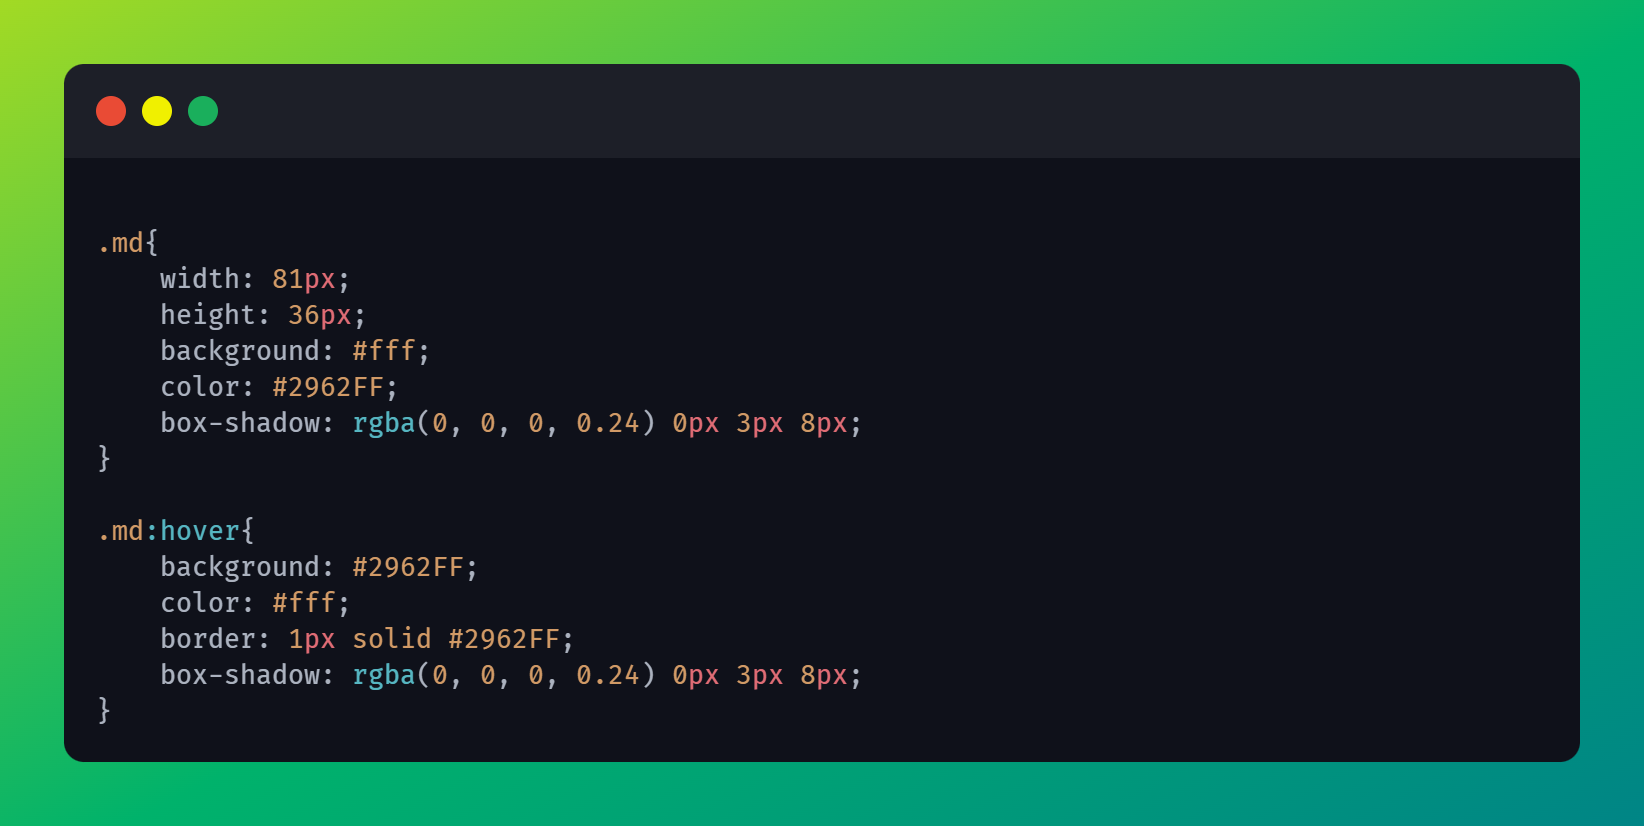 .md{
    width: 81px;
    height: 36px;
    background: #fff;
    color: #2962FF;
    box-shadow: rgba(0, 0, 0, 0.24) 0px 3px 8px;
}

.md:hover{
    background: #2962FF;
    color: #fff;
    border: 1px solid #2962FF;
    box-shadow: rgba(0, 0, 0, 0.24) 0px 3px 8px;
}